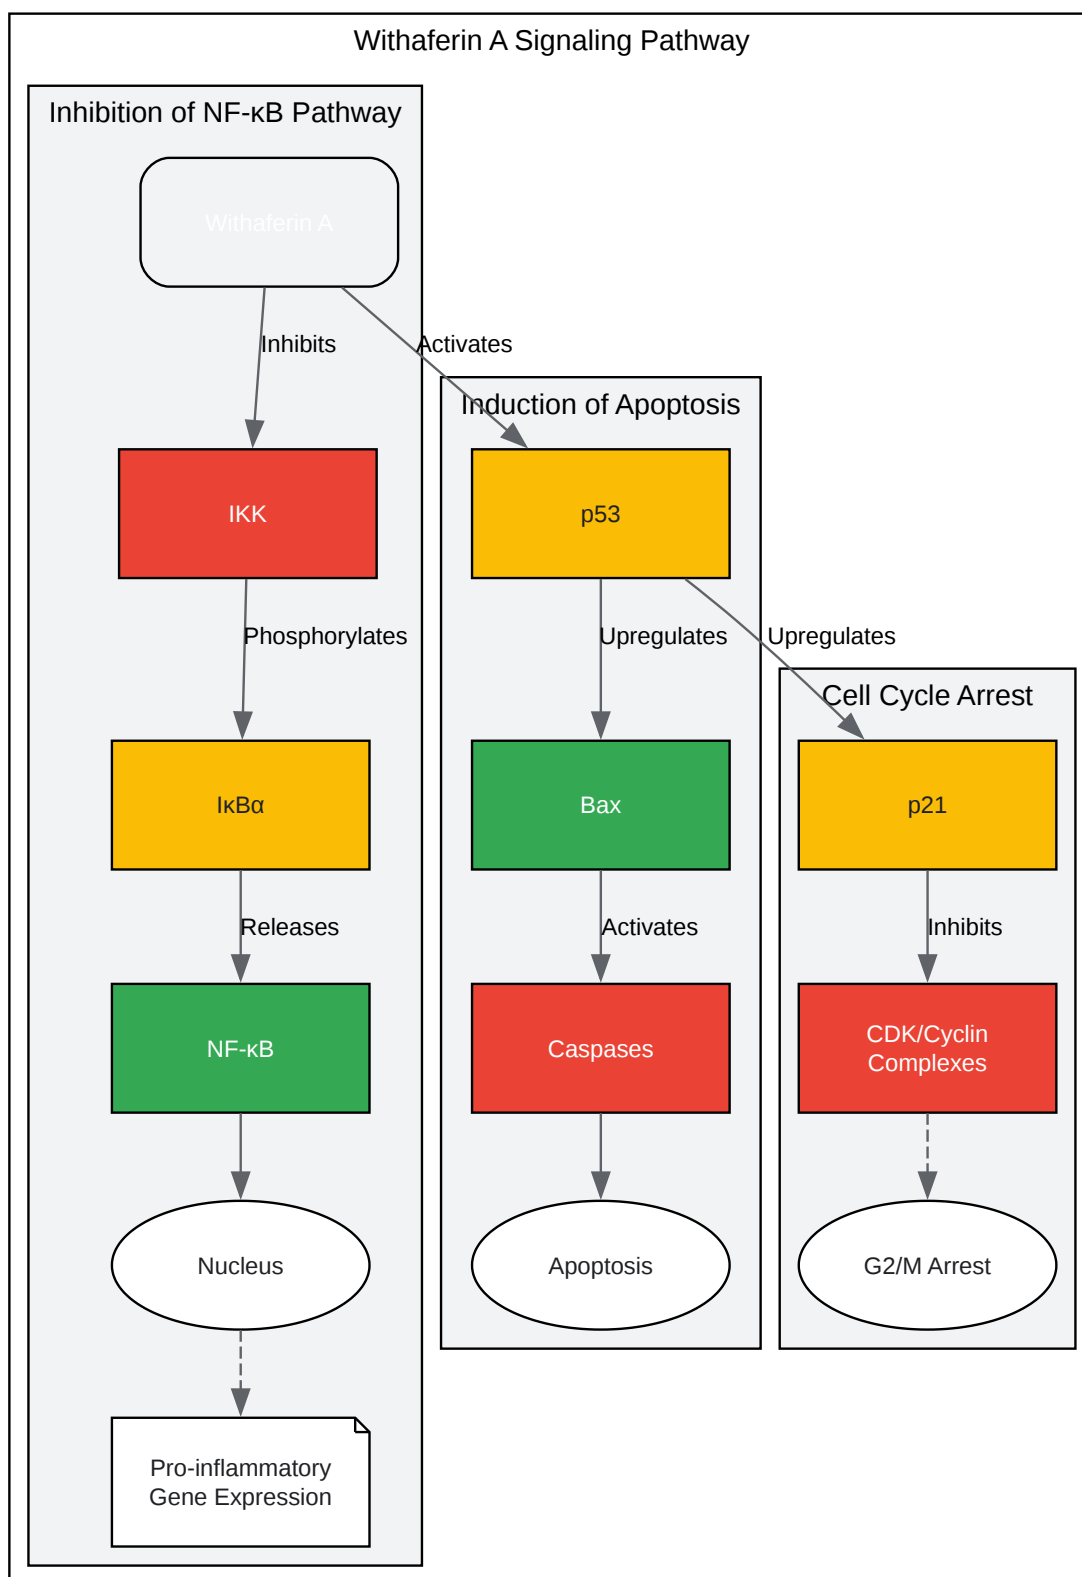 Withaferin A Signaling Pathway
Inhibition of NF-κB Pathway
Withaferin A
Inhibits
Activates
Induction of Apoptosis
IKK
p53
Phosphorylates
Upregulates
Upregulates
Cell Cycle Arrest
IκBα
Bax
p21
Releases
Activates
Inhibits
NF-κB
Caspases
CDK/Cyclin
Complexes
Nucleus
Apoptosis
G2/M Arrest
Pro-inflammatory
Gene Expression